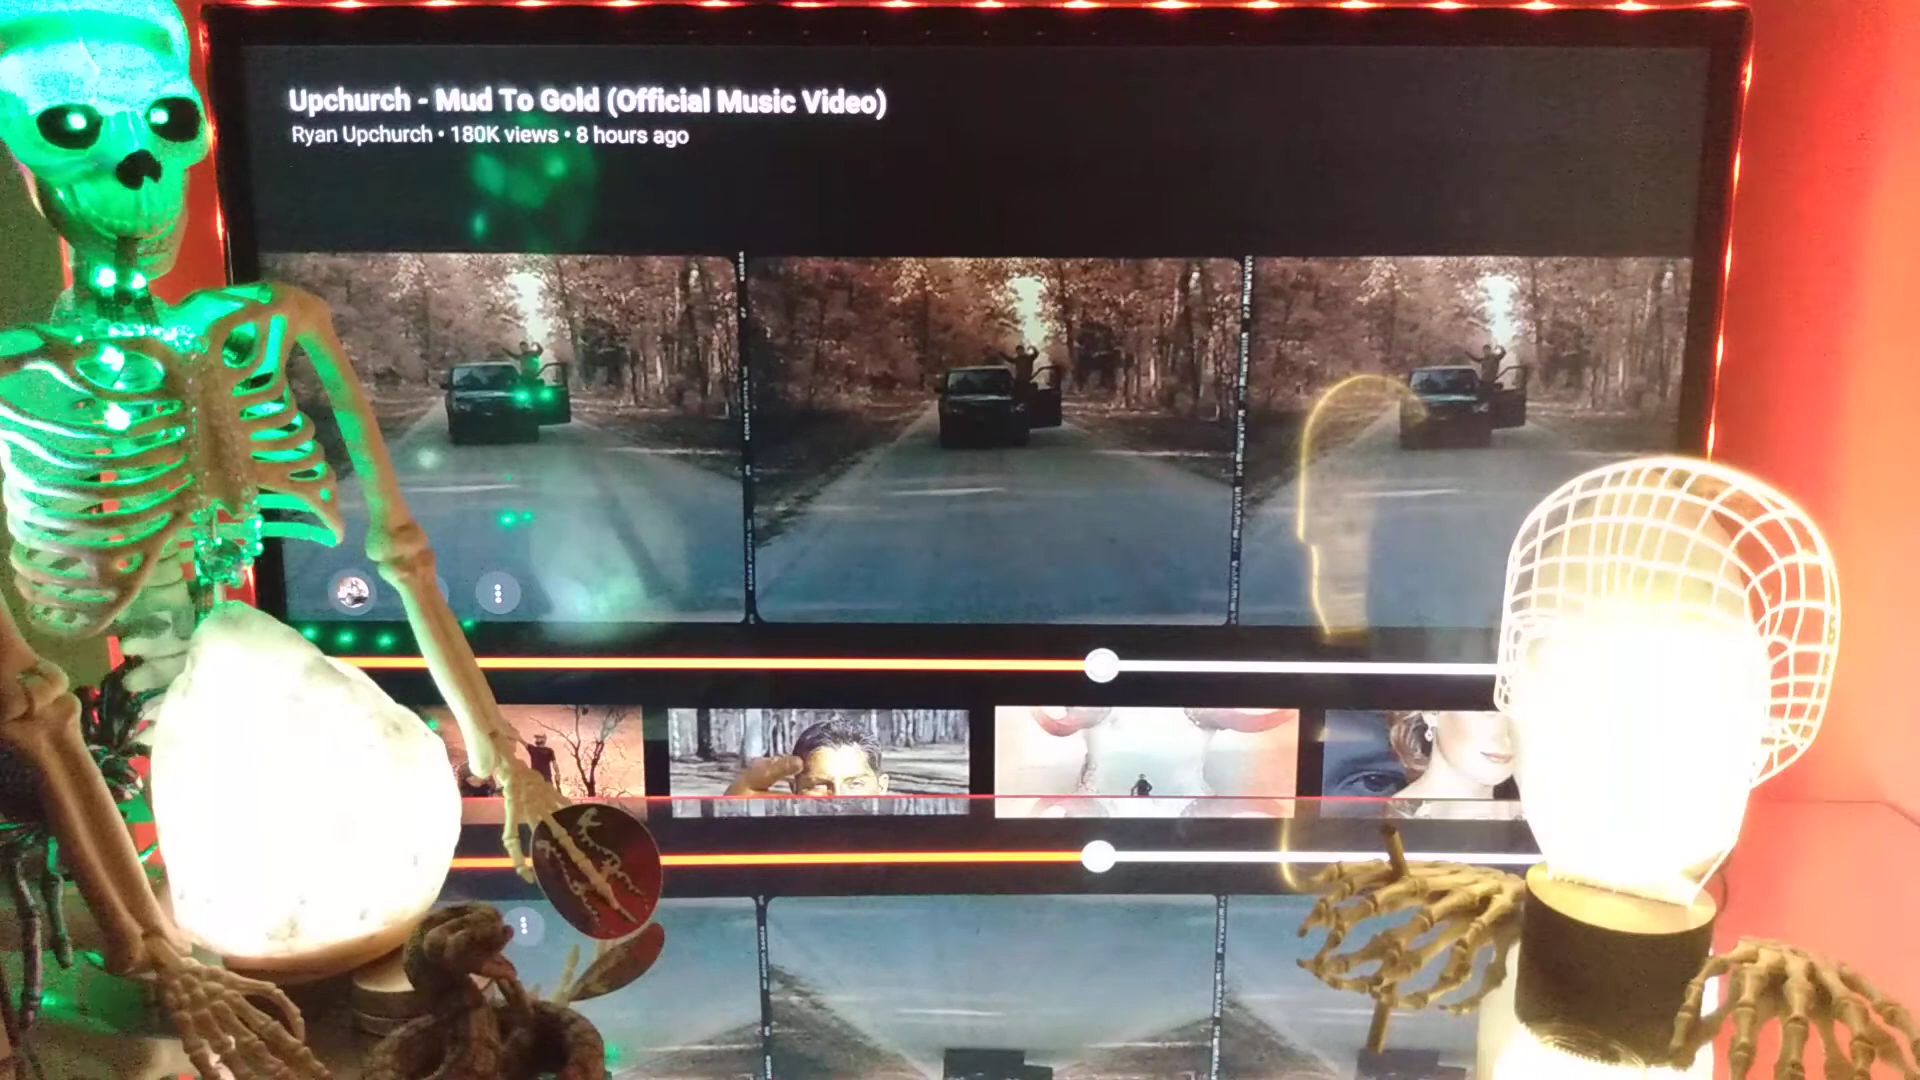 Upchurch - Mud To Gold (Official Music Video)
Ryan Upchurch • 180K views • 8 hours ago